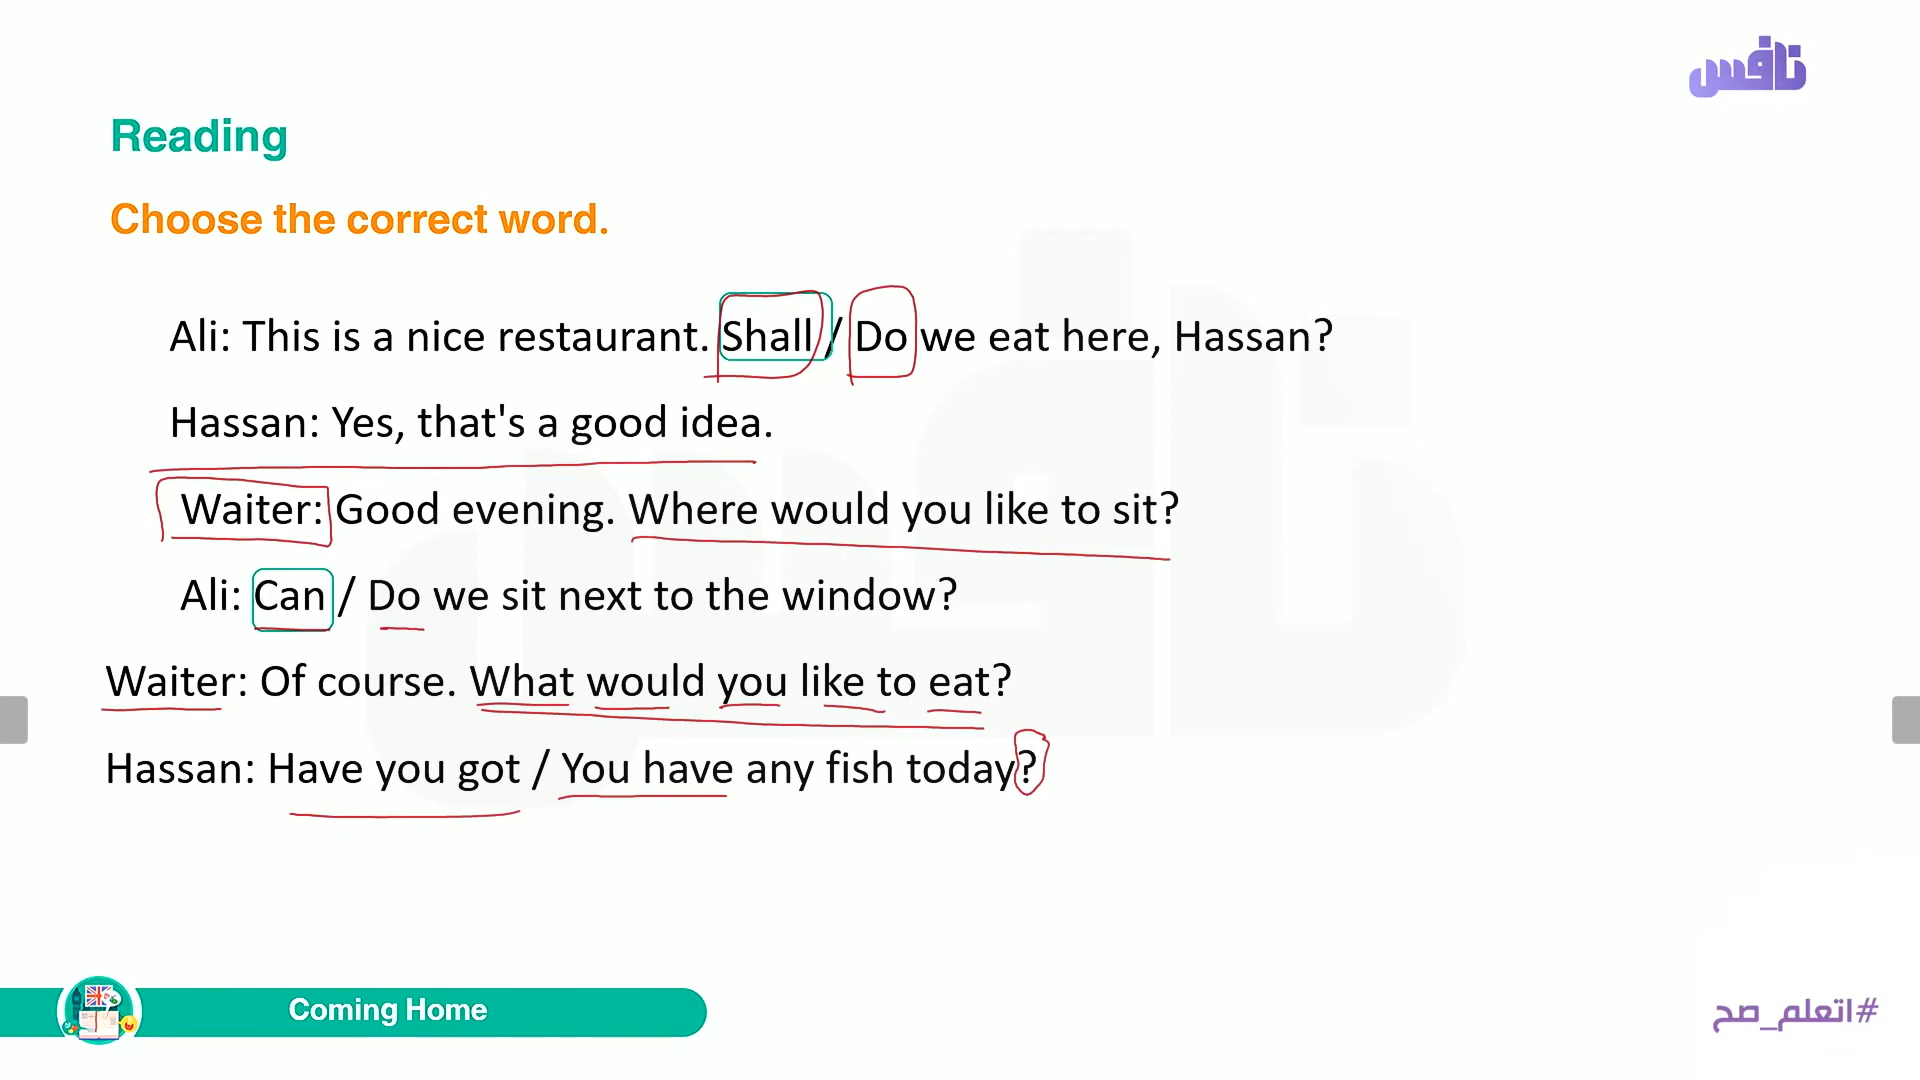 نافس
Reading
Choose the correct word.
Ali: This is a nice restaurant. Shall / Do we eat here, Hassan?
Hassan: Yes, that's a good idea.
Waiter: Good evening. Where would you like to sit?
Ali: Can / Do we sit next to the window?
Waiter: Of course. What would you like to eat?
Hassan: Have you got / You have any fish today?
Coming Home
#اتعلم_صح